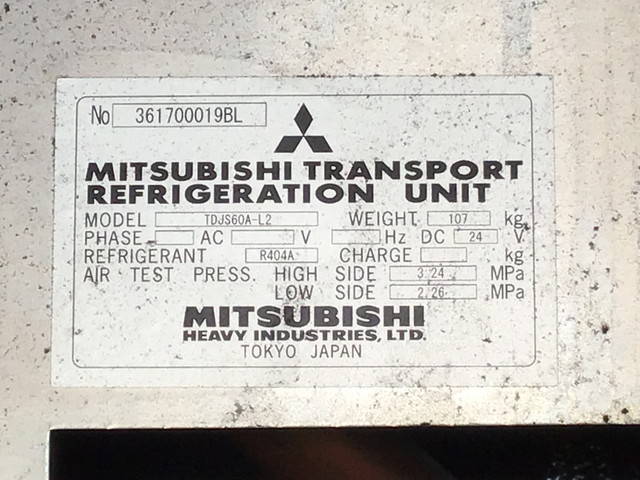 No 361700019BL
MITSUBISHI TRANSPORT
REFRIGERATION UNIT
MODEL TDJS60A-L2 WEIGHT 107 kg
PHASE AC V Hz DC 24 V
REFRIGERANT R404A CHARGE kg
AIR TEST PRESS. HIGH SIDE 3.24 MPa
LOW SIDE 2.26 MPa
MITSUBISHI
HEAVY INDUSTRIES, LTD.
TOKYO JAPAN